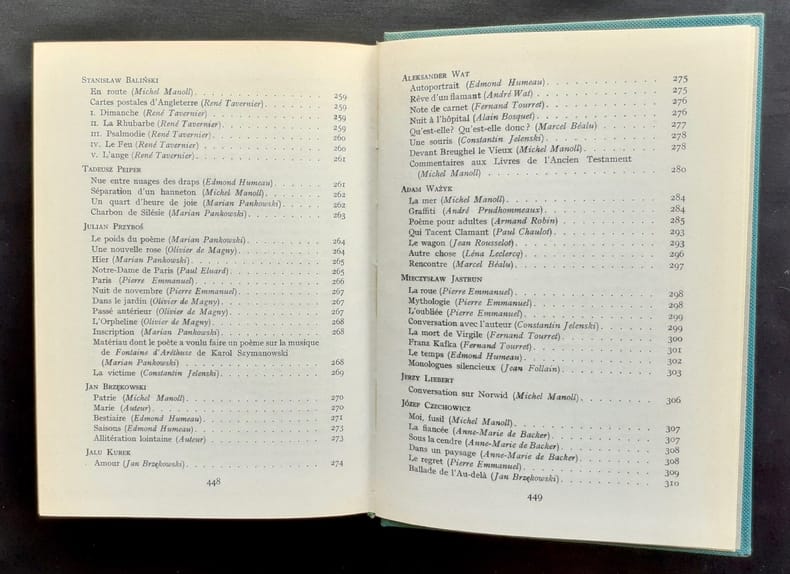 STANISŁAW BALIŃSKI
En route (Michel Manoll). . . . . . . . . . . . 259
Cartes postales d'Angleterre (René Tavernier). . . . . . . 259
I. Dimanche (René Tavernier) . . . . . . . . . . 259
II. La Rhubarbe (René Tavernier) . . . . . . . . . 259
III. Psalmodie (René Tavernier) . . . . . . . . . . 260
IV. Le Feu (René Tavernier) . . . . . . . . . . 260
V. L'ange (René Tavernier) . . . . . . . . . . 261
TADEUSZ PEIPER
Nue entre nuages des draps (Edmond Humeau) . . . . . . 261
Séparation d'un hanneton (Michel Manoll) . . . . . . . 262
Un quart d'heure de joie (Marian Pankowski) . . . . . . 262
Charbon de Silésie (Marian Pankowski) . . . . . . . . 263
JULIAN PRZYBOŚ
Le poids du poème (Marian Pankowski) . . . . . . . . 264
Une nouvelle rose (Olivier de Magny) . . . . . . . . 264
Hier (Marian Pankowski) . . . . . . . . . . . 265
Notre-Dame de Paris (Paul Eluard) . . . . . . . . . 265
Paris (Pierre Emmanuel) . . . . . . . . . . . 266
Nuit de novembre (Pierre Emmanuel) . . . . . . . . 267
Dans le jardin (Olivier de Magny) . . . . . . . . . 267
Passé antérieur (Olivier de Magny) . . . . . . . . . 267
L'Orpheline (Olivier de Magny) . . . . . . . . . 268
Inscription (Marian Pankowski) . . . . . . . . . 268
Matériau dont le poète a voulu faire un poème sur la musique
de Fontaine d'Aréthuse de Karol Szymanowski
(Marian Pankowski) . . . . . . . . . . . . 268
La victime (Constantin Jelenski) . . . . . . . . . 269
JAN BRZĘKOWSKI
Patrie (Michel Manoll) . . . . . . . . . . . 270
Marie (Auteur) . . . . . . . . . . . . . 270
Bestiaire (Edmond Humeau) . . . . . . . . . . 271
Saisons (Edmond Humeau) . . . . . . . . . . 273
Allitération lointaine (Auteur) . . . . . . . . . . 273
JALU KUREK
Amour (Jan Brzękowski) . . . . . . . . . . . 274
448
ALEKSANDER WAT
Autoportrait (Edmond Humeau) . . . . . . . . . 275
Rêve d'un flamant (André Wat) . . . . . . . . . 275
Note de carnet (Fernand Tourret) . . . . . . . . . 276
Nuit à l'hôpital (Alain Bosquet) . . . . . . . . . 276
Qu'est-elle? Qu'est-elle donc? (Marcel Béalu) . . . . . . 277
Une souris (Constantin Jelenski) . . . . . . . . . 278
Devant Breughel le Vieux (Michel Manoll) . . . . . . . 278
Commentaires aux Livres de l'Ancien Testament
(Michel Manoll) . . . . . . . . . . . . 280
ADAM WAŻYK
La mer (Michel Manoll) . . . . . . . . . . . 284
Graffiti (André Prudhommeaux) . . . . . . . . . 284
Poème pour adultes (Armand Robin) . . . . . . . . 285
Qui Tacent Clamant (Paul Chaulot) . . . . . . . . 293
Le wagon (Jean Rousselot) . . . . . . . . . . 293
Autre chose (Léna Leclercq) . . . . . . . . . . 296
Rencontre (Marcel Béalu) . . . . . . . . . . 297
MIECZYSŁAW JASTRUN
La roue (Pierre Emmanuel) . . . . . . . . . . 298
Mythologie (Pierre Emmanuel) . . . . . . . . . 298
L'oubliée (Pierre Emmanuel) . . . . . . . . . . 299
Conversation avec l'auteur (Constantin Jelenski) . . . . . . 299
La mort de Virgile (Fernand Tourret) . . . . . . . . 300
Franz Kafka (Fernand Tourret) . . . . . . . . . 301
Le temps (Edmond Humeau) . . . . . . . . . . 302
Monologues silencieux (Jean Follain) . . . . . . . . 303
JERZY LIEBERT
Conversation sur Norwid (Michel Manoll) . . . . . . . 306
JÓZEF CZECHOWICZ
Moi, fusil (Michel Manoll) . . . . . . . . . . 307
La fiancée (Anne-Marie de Backer) . . . . . . . . 307
Sous la cendre (Anne-Marie de Backer) . . . . . . . . 308
Dans un paysage (Anne-Marie de Bacher) . . . . . . . 308
Le regret (Pierre Emmanuel) . . . . . . . . . . 309
Ballade de l'Au-delà (Jan Brzękowski) . . . . . . . . 310
449